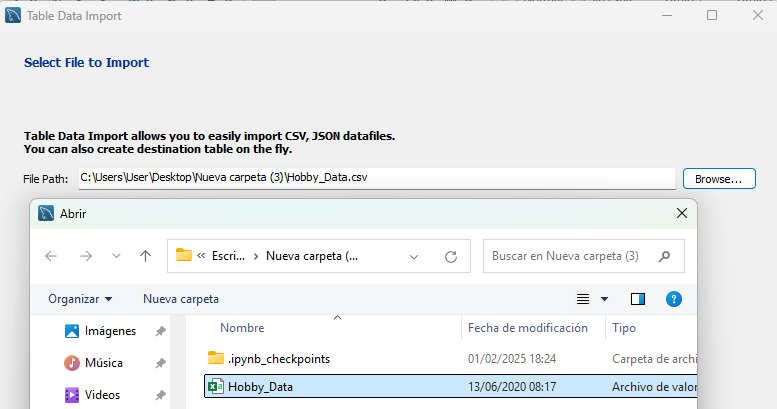 Table Data Import
Select File to Import
Table Data Import allows you to easily import CSV, JSON datafiles.
You can also create destination table on the fly.
File Path: C:\Users\User\Desktop\Nueva carpeta (3)\Hobby_Data.csv Browse...
Abrir
« Escri... > Nueva carpeta (... Buscar en Nueva carpeta (3)
Organizar Nueva carpeta ?
Nombre Fecha de modificación Tipo
Imágenes .ipynb_checkpoints 01/02/2025 18:24 Carpeta de archi
Música Hobby_Data 13/06/2020 08:17 Archivo de valor
Videos